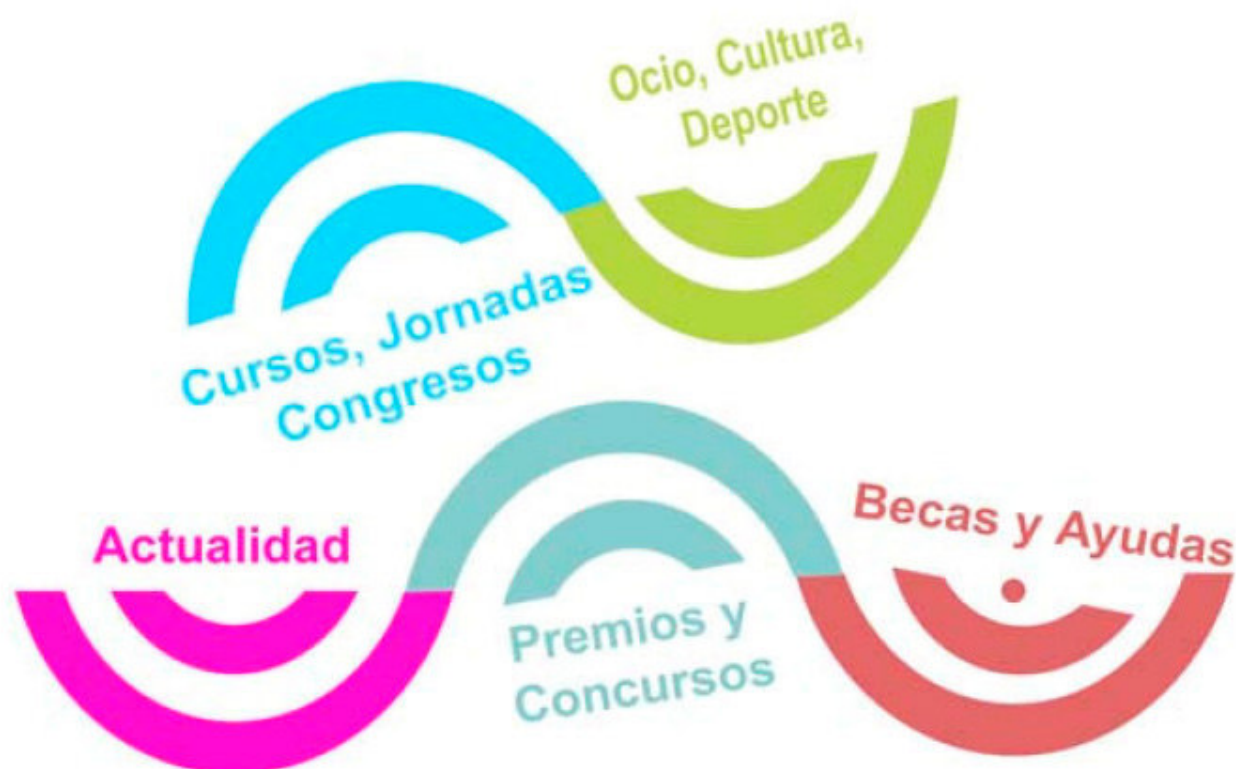 Ocio, Cultura,
Deporte
Cursos, Jornadas
Congresos
Actualidad
Premios y
Concursos
Becas y Ayudas